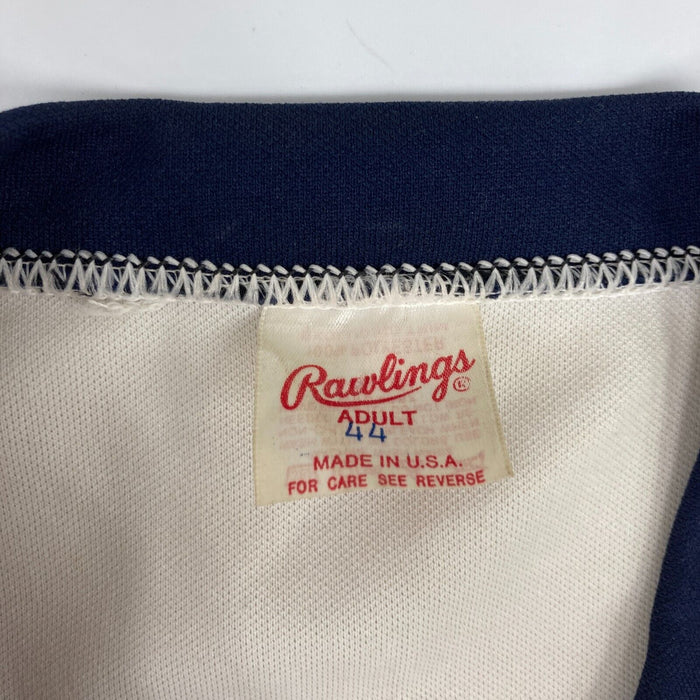 Rawlings ®
ADULT
44
MADE IN U.S.A.
FOR CARE SEE REVERSE